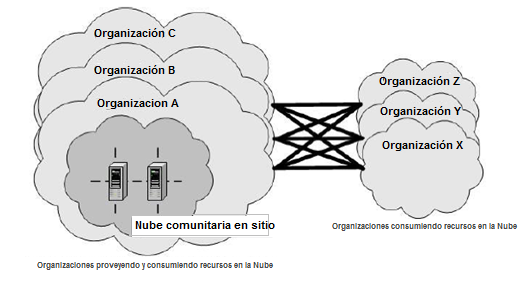 Organización C
Organización B
Organizacion A
Nube comunitaria en sitio
Organizaciones proveyendo y consumiendo recursos en la Nube
Organización Z
Organización Y
Organización X
Organizaciones consumiendo recursos en la Nube